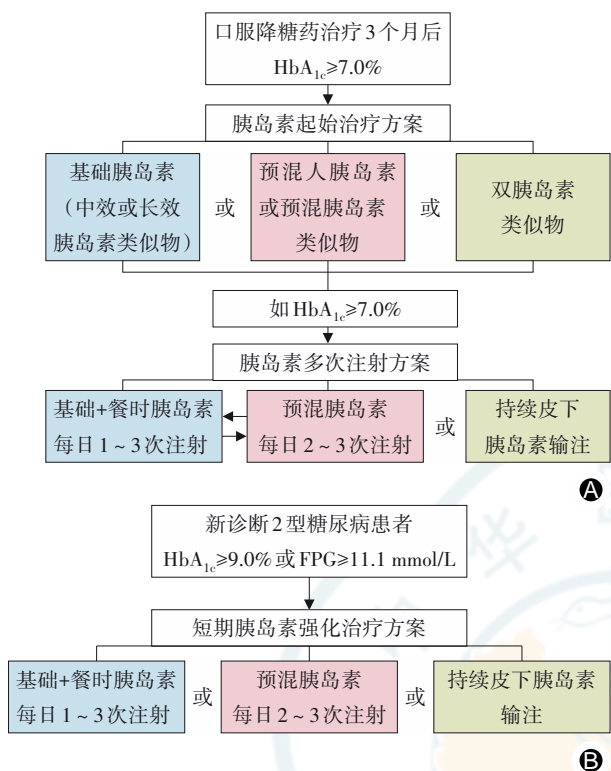 口服降糖药治疗3个月后
HbA1c≥7.0%
胰岛素起始治疗方案
基础胰岛素
（中效或长效
胰岛素类似物）
或
预混人胰岛素
或预混胰岛素
类似物
或
双胰岛素
类似物
如HbA1c≥7.0%
胰岛素多次注射方案
基础+餐时胰岛素
每日1~3次注射
预混胰岛素
每日2~3次注射
或
持续皮下
胰岛素输注
A
新诊断2型糖尿病患者
HbA1c≥9.0%或FPG≥11.1 mmol/L
短期胰岛素强化治疗方案
基础+餐时胰岛素
每日1~3次注射
或
预混胰岛素
每日2~3次注射
或
持续皮下胰岛素
输注
B
中华